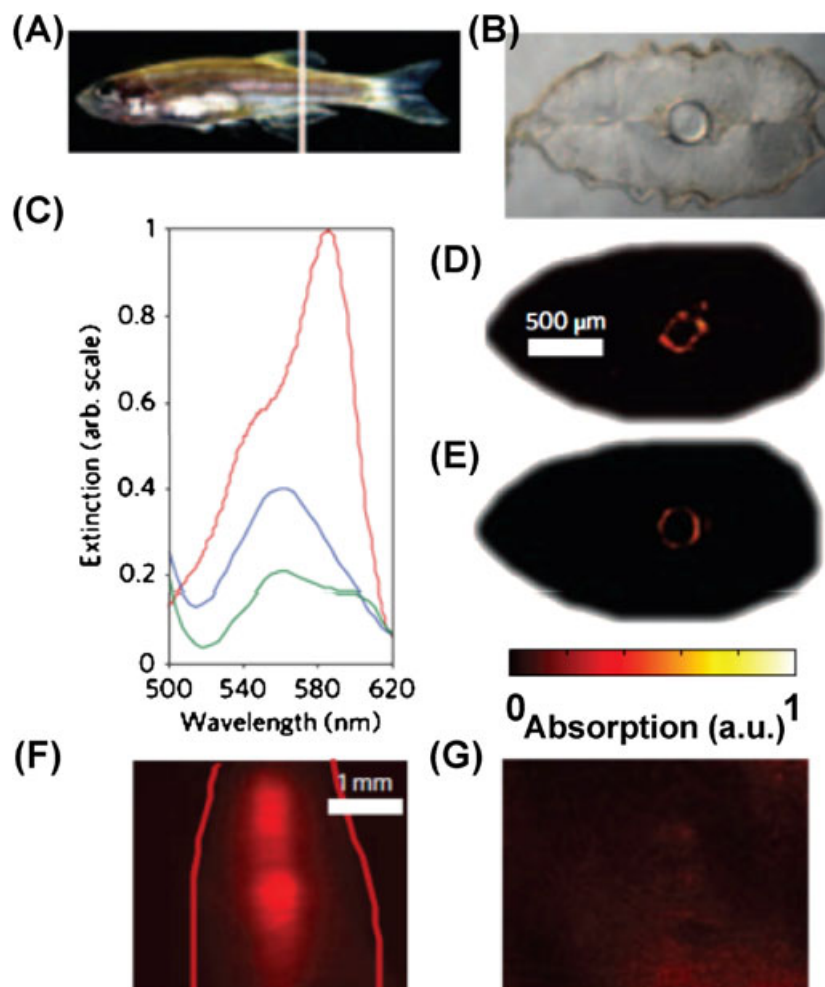 (A)
(B)
(C)
1
0.8
0.6
0.4
0.2
0
Extinction (arb. scale)
500 540 580 620
Wavelength (nm)
(D)
500 μm
(E)
0 Absorption (a.u.) 1
(F)
1 mm
(G)